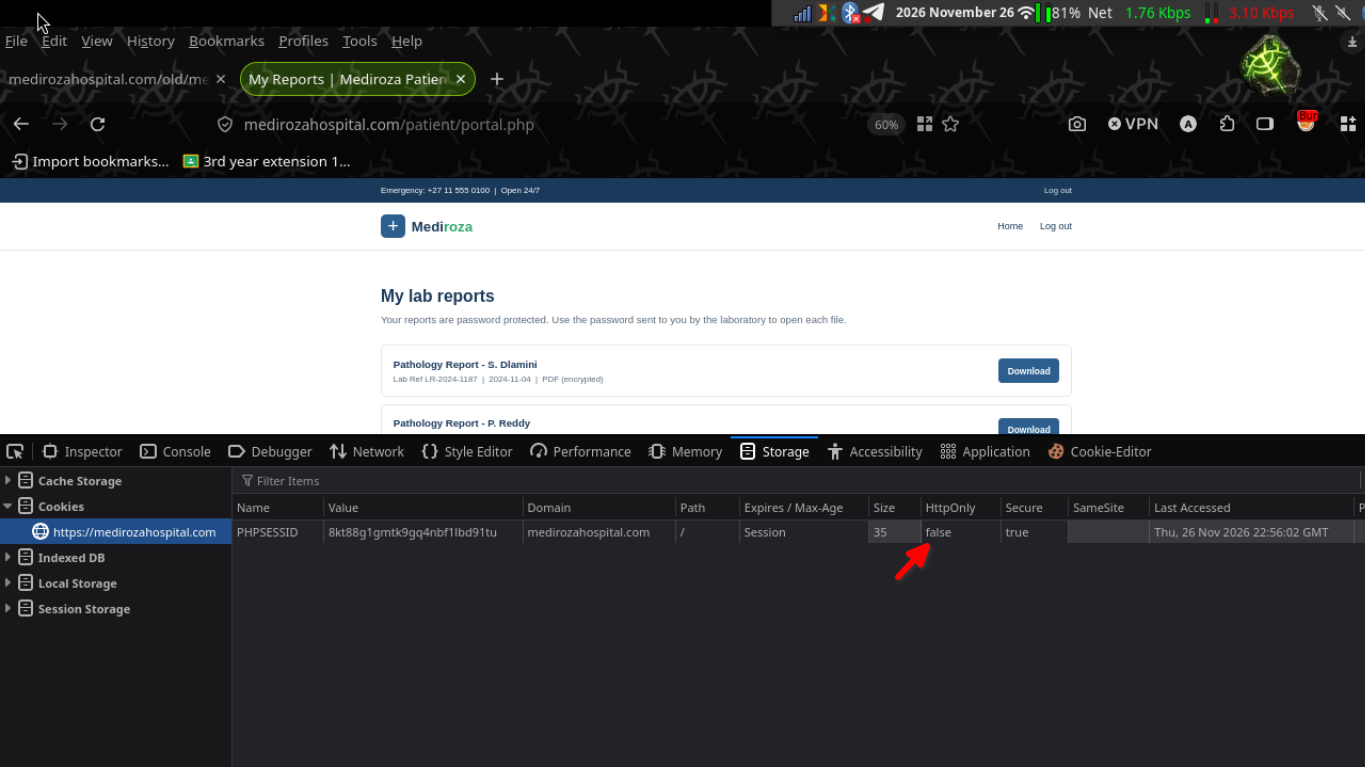 2026 November 26 81% Net 1.76 Kbps 3.10 Kbps
File Edit View History Bookmarks Profiles Tools Help
medirozahospital.com/old/me My Reports | Mediroza Patien
medirozahospital.com/patient/portal.php 60% VPN A Bur
Import bookmarks... 3rd year extension 1...
Emergency: +27 11 555 0100 | Open 24/7 Log out
Mediroza Home Log out
My lab reports
Your reports are password protected. Use the password sent to you by the laboratory to open each file.
Pathology Report - S. Dlamini
Lab Ref LR-2024-1187 | 2024-11-04 | PDF (encrypted)
Download
Pathology Report - P. Reddy
Download
Inspector Console Debugger Network Style Editor Performance Memory Storage Accessibility Application Cookie-Editor
Cache Storage
Cookies
https://medirozahospital.com
Indexed DB
Local Storage
Session Storage
Filter Items
Name Value Domain Path Expires / Max-Age Size HttpOnly Secure SameSite Last Accessed P
PHPSESSID 8kt88g1gmtk9gq4nbf1lbd91tu medirozahospital.com / Session 35 false true Thu, 26 Nov 2026 22:56:02 GMT